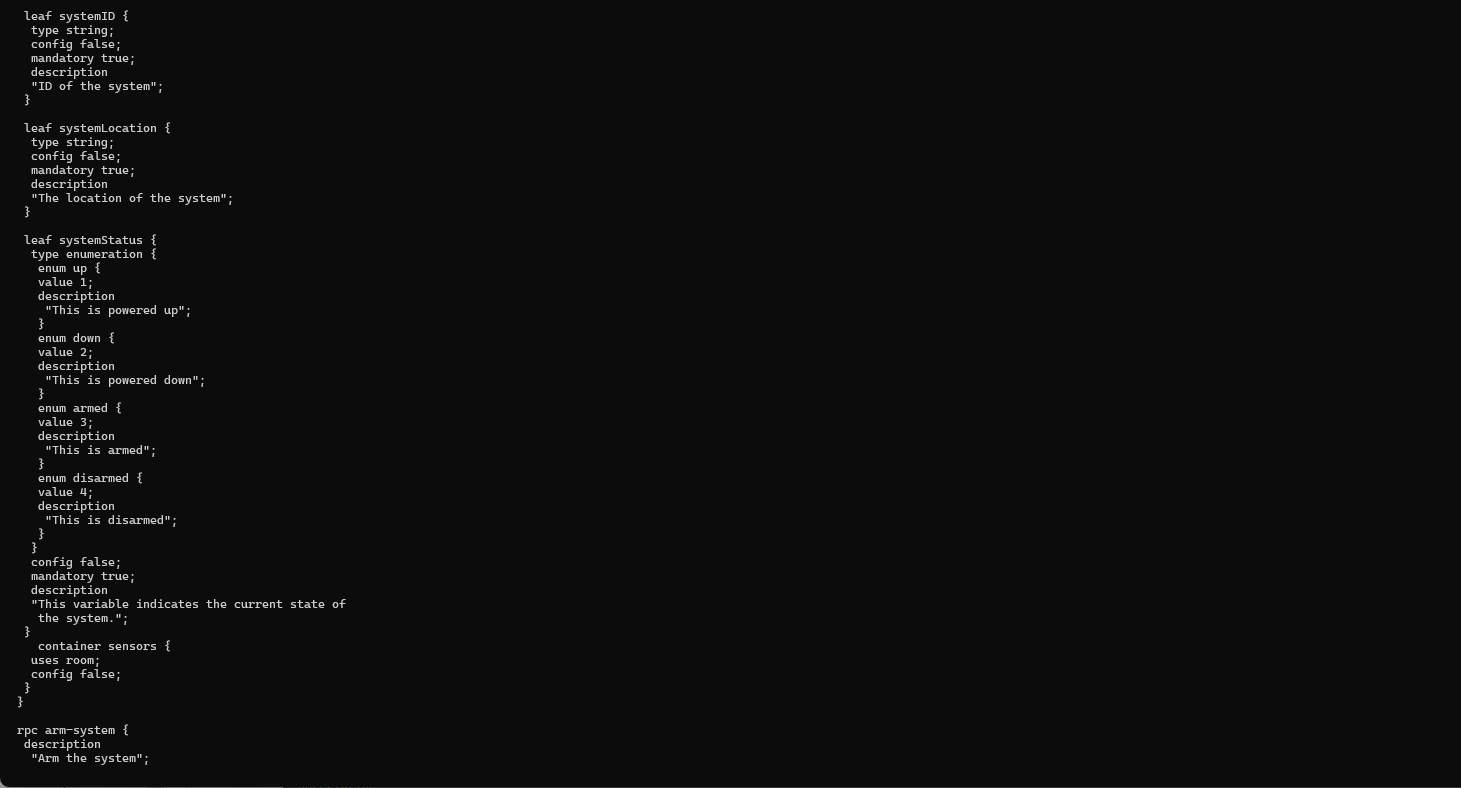 leaf systemID {
type string;
config false;
mandatory true;
description
"ID of the system";
}
leaf systemLocation {
type string;
config false;
mandatory true;
description
"The location of the system";
}
leaf systemStatus {
type enumeration {
enum up {
value 1;
description
"This is powered up";
}
enum down {
value 2;
description
"This is powered down";
}
enum armed {
value 3;
description
"This is armed";
}
enum disarmed {
value 4;
description
"This is disarmed";
}
}
config false;
mandatory true;
description
"This variable indicates the current state of
the system.";
}
container sensors {
uses room;
config false;
}
}
rpc arm-system {
description
"Arm the system";